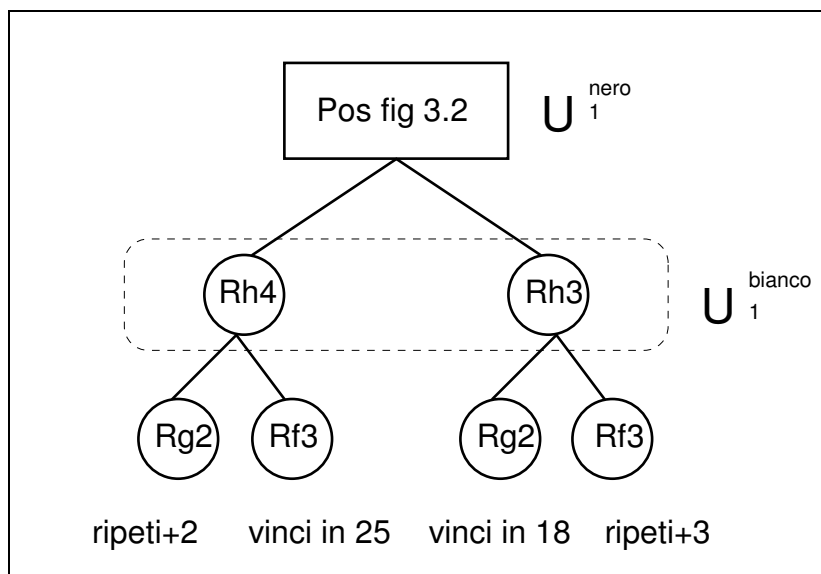 Pos fig 3.2 U nero 1
Rh4 Rh3 U bianco 1
Rg2 Rf3 Rg2 Rf3
ripeti+2 vinci in 25 vinci in 18 ripeti+3